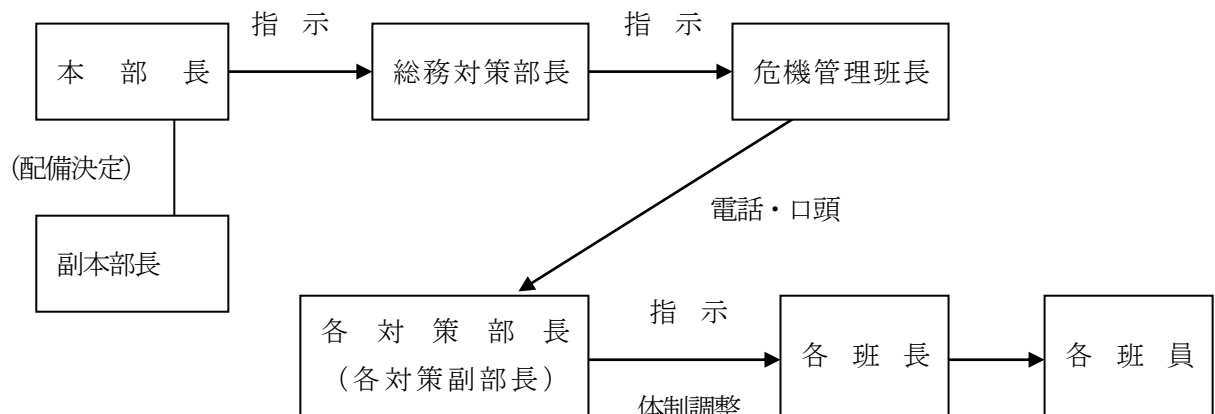 指 示
指 示
本 部 長
総務対策部長
危機管理班長
(配備決定)
電話・口頭
副本部長
指 示
各 対 策 部 長
(各対策副部長)
各 班 長
各 班 員
体制調整